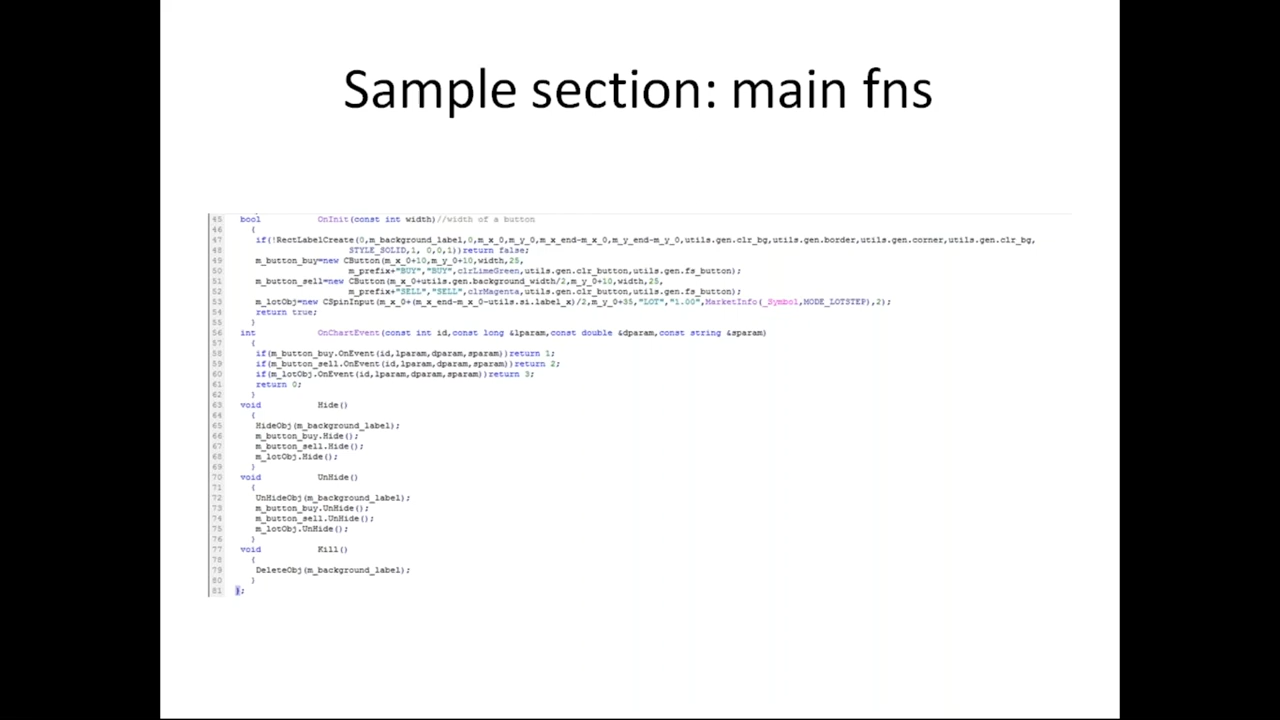 Sample section: main fns
45 bool OnInit(const int width)//width of a button
46 {
47 if(!RectLabelCreate(0,m_background_label,0,m_x_0,m_y_0,m_x_end-m_x_0,m_y_end-m_y_0,utils.gen.clr_bg,utils.gen.border,utils.gen.corner,utils.gen.clr_bg,
48 STYLE_SOLID,1, 0,0,1))return false;
49 m_button_buy=new CButton(m_x_0+10,m_y_0+10,width,25,
50 m_prefix+"BUY","BUY",clrLimeGreen,utils.gen.clr_button,utils.gen.fs_button);
51 m_button_sell=new CButton(m_x_0+utils.gen.background_width/2,m_y_0+10,width,25,
52 m_prefix+"SELL","SELL",clrMagenta,utils.gen.clr_button,utils.gen.fs_button);
53 m_lotObj=new CSpinInput(m_x_0+(m_x_end-m_x_0-utils.si.label_x)/2,m_y_0+35,"LOT","1.00",MarketInfo(_Symbol,MODE_LOTSTEP),2);
54 return true;
55 }
56 int OnChartEvent(const int id,const long &lparam,const double &dparam,const string &sparam)
57 {
58 if(m_button_buy.OnEvent(id,lparam,dparam,sparam))return 1;
59 if(m_button_sell.OnEvent(id,lparam,dparam,sparam))return 2;
60 if(m_lotObj.OnEvent(id,lparam,dparam,sparam))return 3;
61 return 0;
62 }
63 void Hide()
64 {
65 HideObj(m_background_label);
66 m_button_buy.Hide();
67 m_button_sell.Hide();
68 m_lotObj.Hide();
69 }
70 void UnHide()
71 {
72 UnHideObj(m_background_label);
73 m_button_buy.UnHide();
74 m_button_sell.UnHide();
75 m_lotObj.UnHide();
76 }
77 void Kill()
78 {
79 DeleteObj(m_background_label);
80 }
81 };